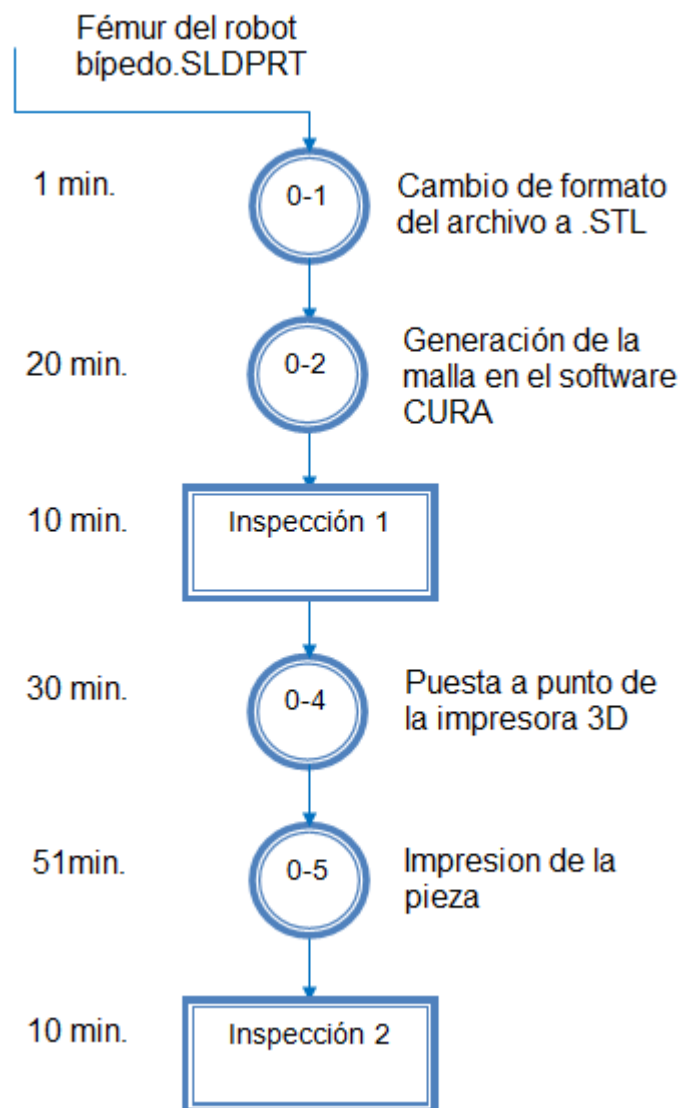 Fémur del robot
bípedo.SLDPRT
1 min.
0-1
Cambio de formato
del archivo a .STL
20 min.
0-2
Generación de la
malla en el software
CURA
10 min.
Inspección 1
30 min.
0-4
Puesta a punto de
la impresora 3D
51min.
0-5
Impresion de la
pieza
10 min.
Inspección 2